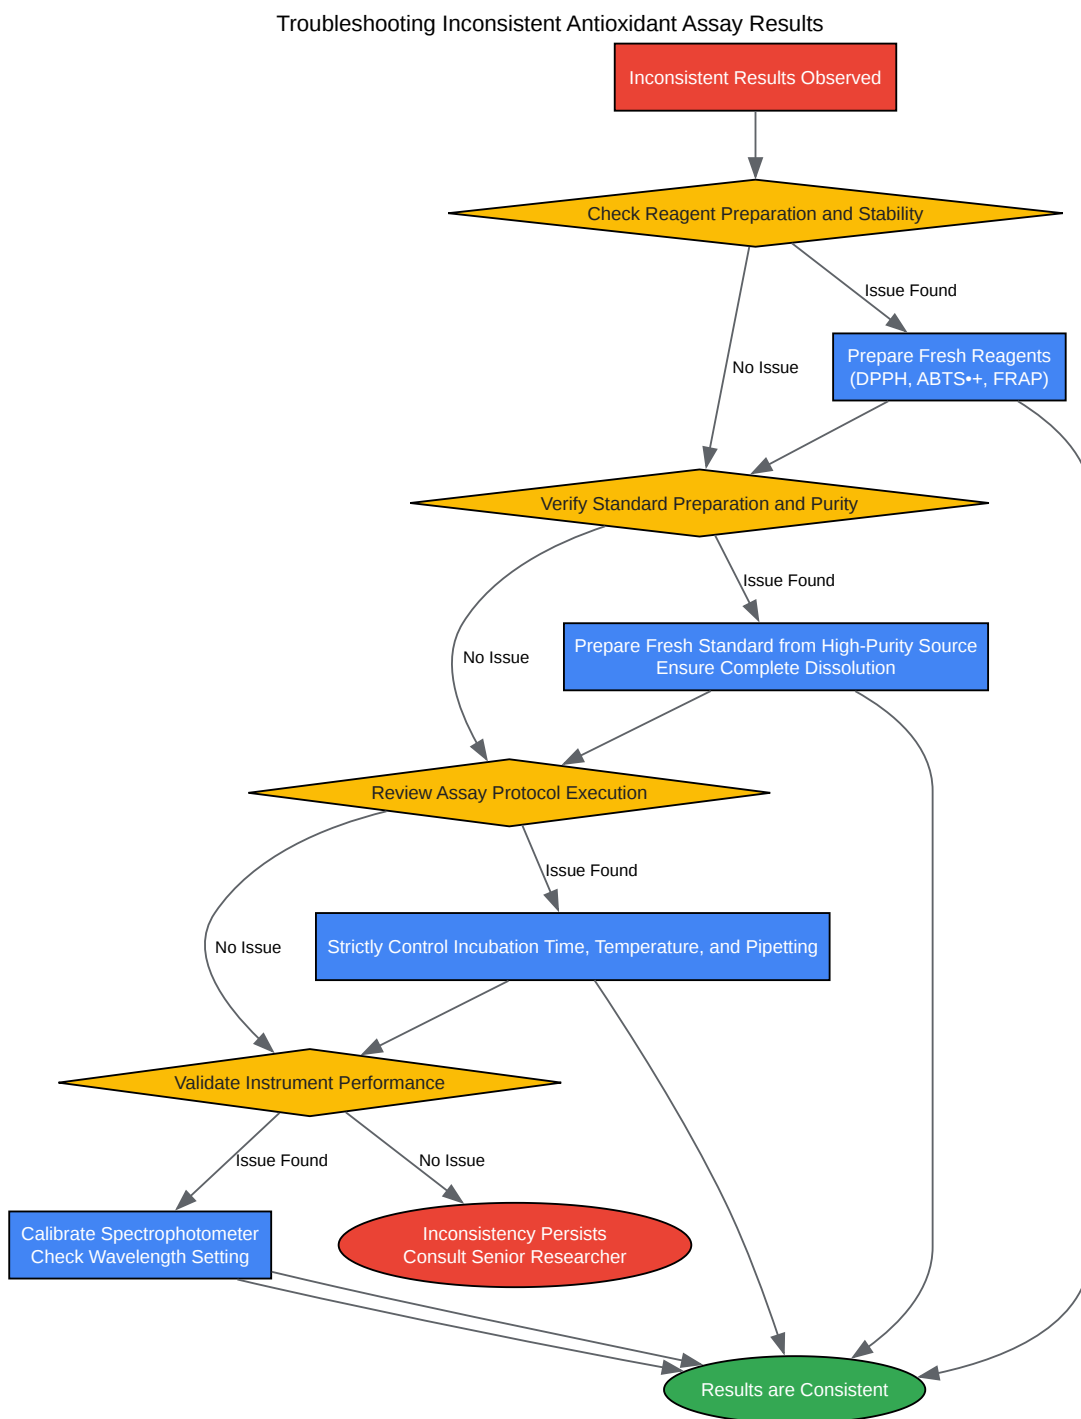 Troubleshooting Inconsistent Antioxidant Assay Results
Inconsistent Results Observed
Check Reagent Preparation and Stability
Issue Found
Prepare Fresh Reagents
(DPPH, ABTS•+, FRAP)
No Issue
Verify Standard Preparation and Purity
Issue Found
Prepare Fresh Standard from High-Purity Source
Ensure Complete Dissolution
No Issue
Review Assay Protocol Execution
Issue Found
Strictly Control Incubation Time, Temperature, and Pipetting
No Issue
Validate Instrument Performance
Issue Found
No Issue
Calibrate Spectrophotometer
Check Wavelength Setting
Inconsistency Persists
Consult Senior Researcher
Results are Consistent